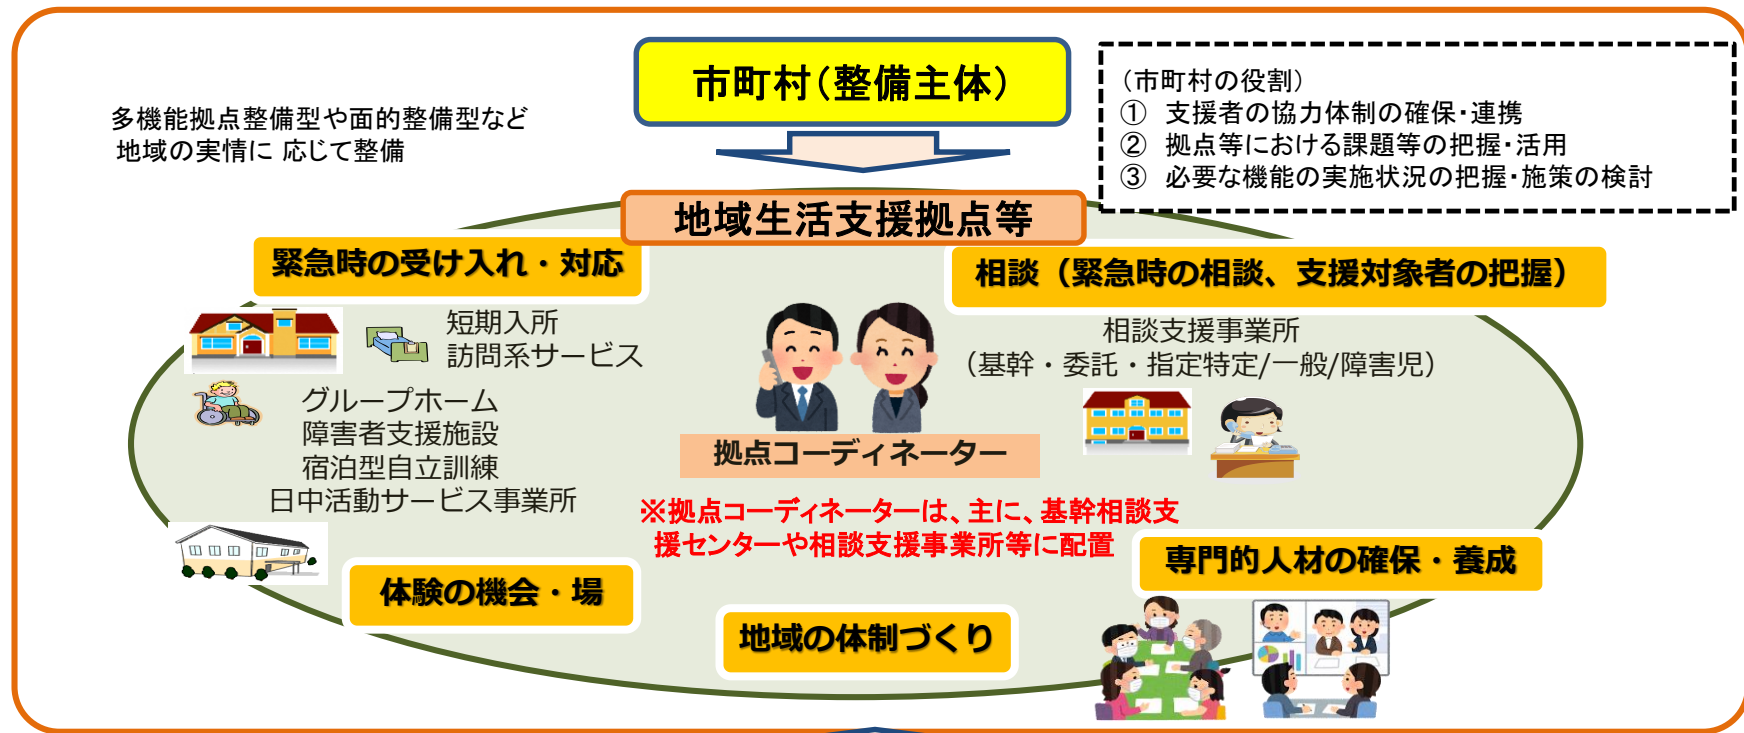 市町村(整備主体)
(市町村の役割)
① 支援者の協力体制の確保・連携
② 拠点等における課題等の把握・活用
③ 必要な機能の実施状況の把握・施策の検討
多機能拠点整備型や面的整備型など
地域の実情に 応じて整備
地域生活支援拠点等
緊急時の受け入れ・対応
短期入所
訪問系サービス
グループホーム
障害者支援施設
宿泊型自立訓練
日中活動サービス事業所
相談(緊急時の相談、支援対象者の把握)
相談支援事業所
(基幹・委託・指定特定/一般/障害児)
拠点コーディネーター
※拠点コーディネーターは、主に、基幹相談支
援センターや相談支援事業所等に配置
体験の機会・場
地域の体制づくり
専門的人材の確保・養成